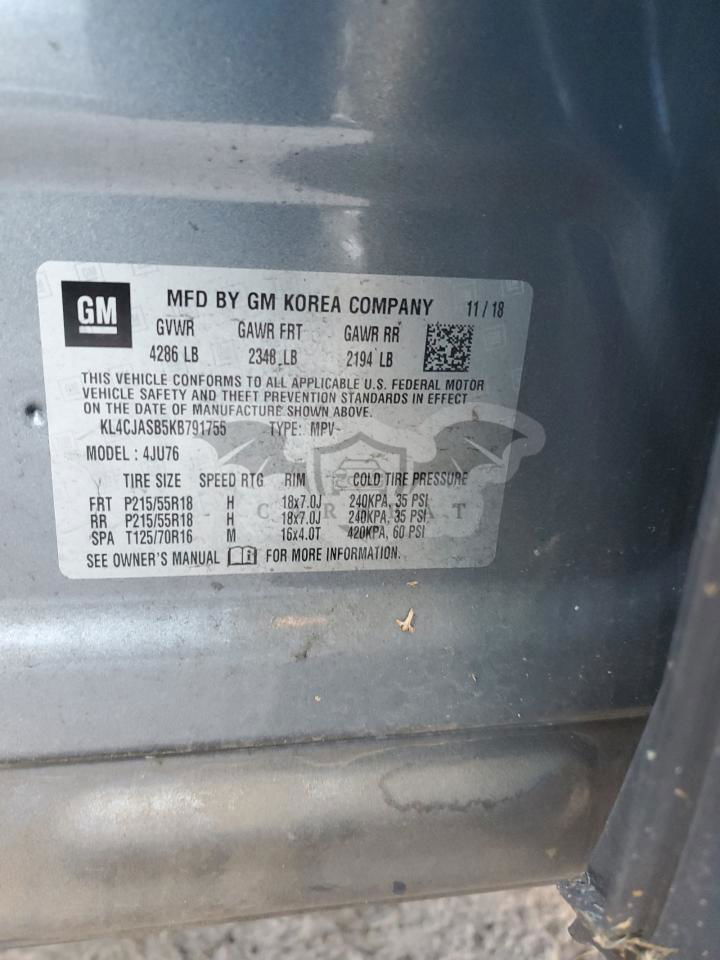 GM MFD BY GM KOREA COMPANY 11 / 18
GVWR GAWR FRT GAWR RR
4286 LB 2348 LB 2194 LB
THIS VEHICLE CONFORMS TO ALL APPLICABLE U.S. FEDERAL MOTOR
VEHICLE SAFETY AND THEFT PREVENTION STANDARDS IN EFFECT
ON THE DATE OF MANUFACTURE SHOWN ABOVE.
KL4CJASB5KB791755 TYPE: MPV
MODEL : 4JU76
TIRE SIZE SPEED RTG RIM COLD TIRE PRESSURE
FRT P215/55R18 H 18x7.0J 240KPA, 35 PSI
RR P215/55R18 H 18x7.0J 240KPA, 35 PSI
SPA T125/70R16 M 16x4.0T 420KPA, 60 PSI
SEE OWNER'S MANUAL FOR MORE INFORMATION.